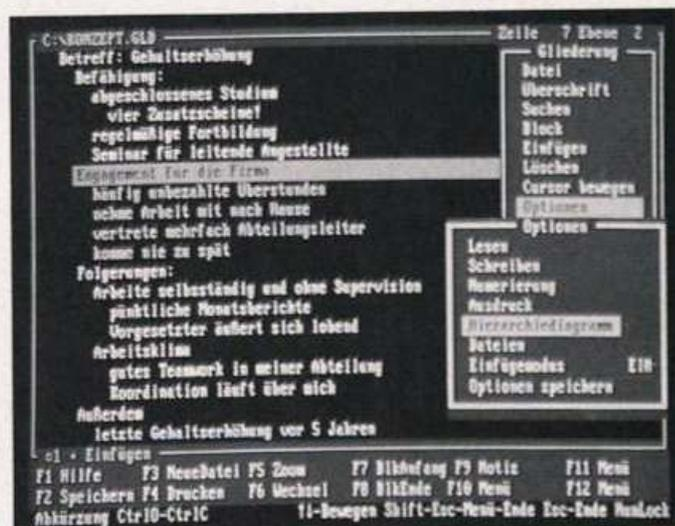 C:\KONZEPT.GLD Zeile 7 Ebene 2
Betreff: Gehaltserhöhung
Befähigung:
abgeschlossenes Studium
vier Zusatzscheine!
regelmäßige Fortbildung
Seminar für leitende Angestellte
Engagement für die Firma
häufig unbezahlte Überstunden
nehme Arbeit mit nach Hause
vertrete mehrfach Abteilungsleiter
komme nie zu spät
Folgerungen:
Arbeite selbstständig und ohne Supervision
pünktliche Monatsberichte
Vorgesetzter äußert sich lobend
Arbeitsklima
gutes Teamwork in meiner Abteilung
Koordination läuft über mich
Außerdem
letzte Gehaltserhöhung vor 5 Jahren
Gliederung
Datei
Überschrift
Suchen
Block
Einfügen
Löschen
Cursor bewegen
Optionen
Optionen
Lesen
Schreiben
Numerierung
Ausdruck
Hierarchiediagramm
Dateien
Einfügemodus EIN
Optionen speichern
Einfügen
F1 Hilfe F3 NeueDatei F5 Zoom F7 BlkAnfang F9 Notiz F11 Menü
F2 Speichern F4 Drucken F6 Wechsel F8 BlkEnde F10 Menü F12 Menü
Abkürzung CtrlO-CtrlC ↑↓-Bewegen Shift-Esc-Menü-Ende Esc-Ende NumLock